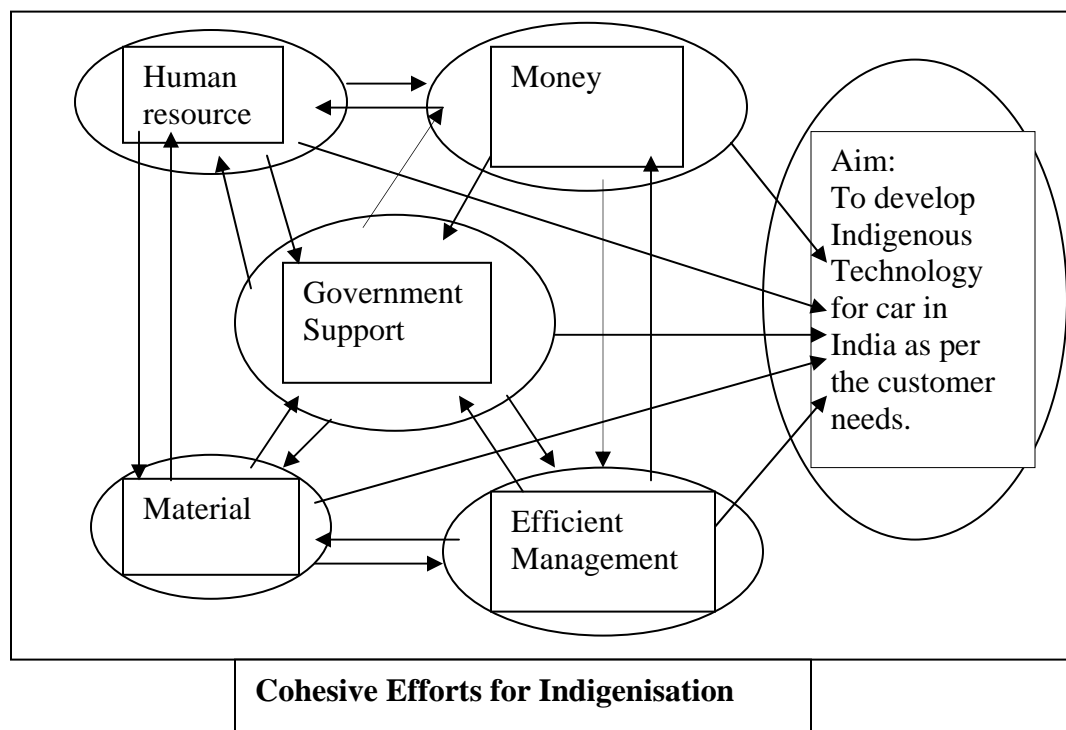 Human
resource
Money
Aim:
To develop
Indigenous
Technology
for car in
India as per
the customer
needs.
Government
Support
Material
Efficient
Management
Cohesive Efforts for Indigenisation